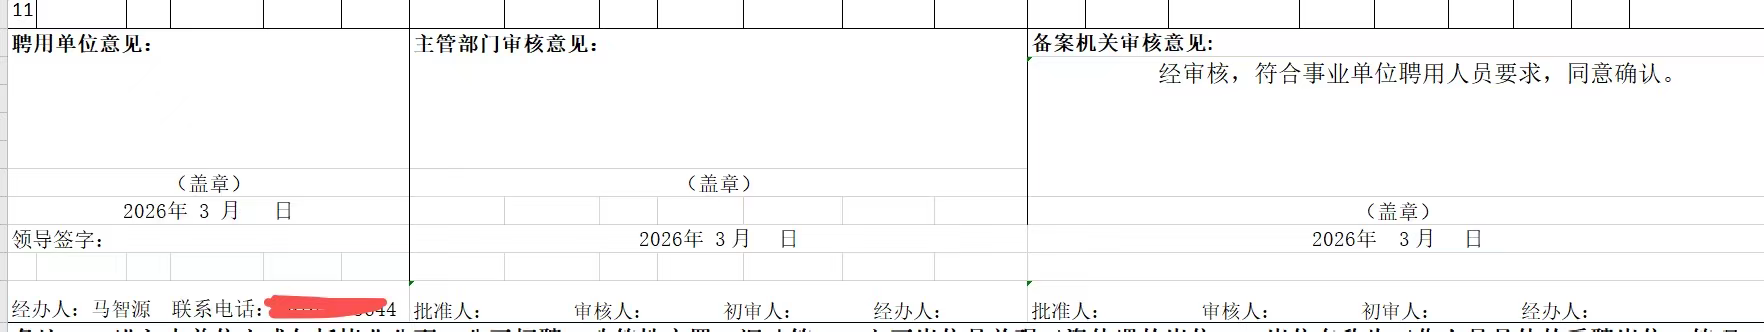 11
聘用单位意见：
主管部门审核意见：
备案机关审核意见:
经审核，符合事业单位聘用人员要求，同意确认。
（盖章）
（盖章）
2026年 3 月 日
（盖章）
领导签字：
2026年 3 月 日
2026年 3 月 日
经办人：马智源 联系电话： 44
批准人： 审核人： 初审人： 经办人：
批准人： 审核人： 初审人： 经办人：